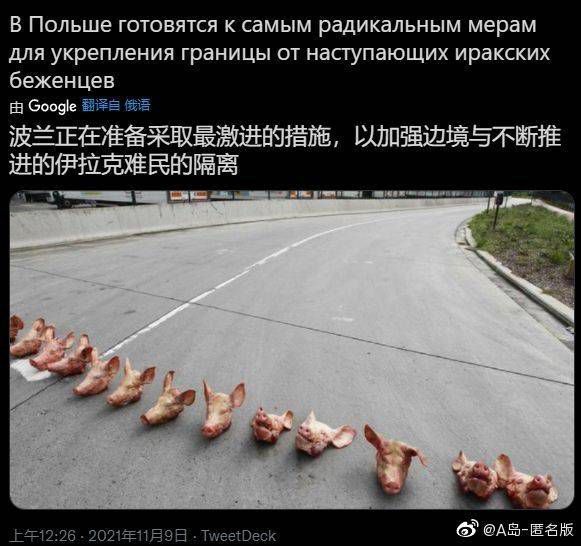 В Польше готовятся к самым радикальным мерам
для укрепления границы от наступающих иракских
беженцев
由 Google 翻译自 俄语
波兰正在准备采取最激进的措施，以加强边境与不断推
进的伊拉克难民的隔离
上午12:26 · 2021年11月9日 · TweetDeck
@A岛-匿名版